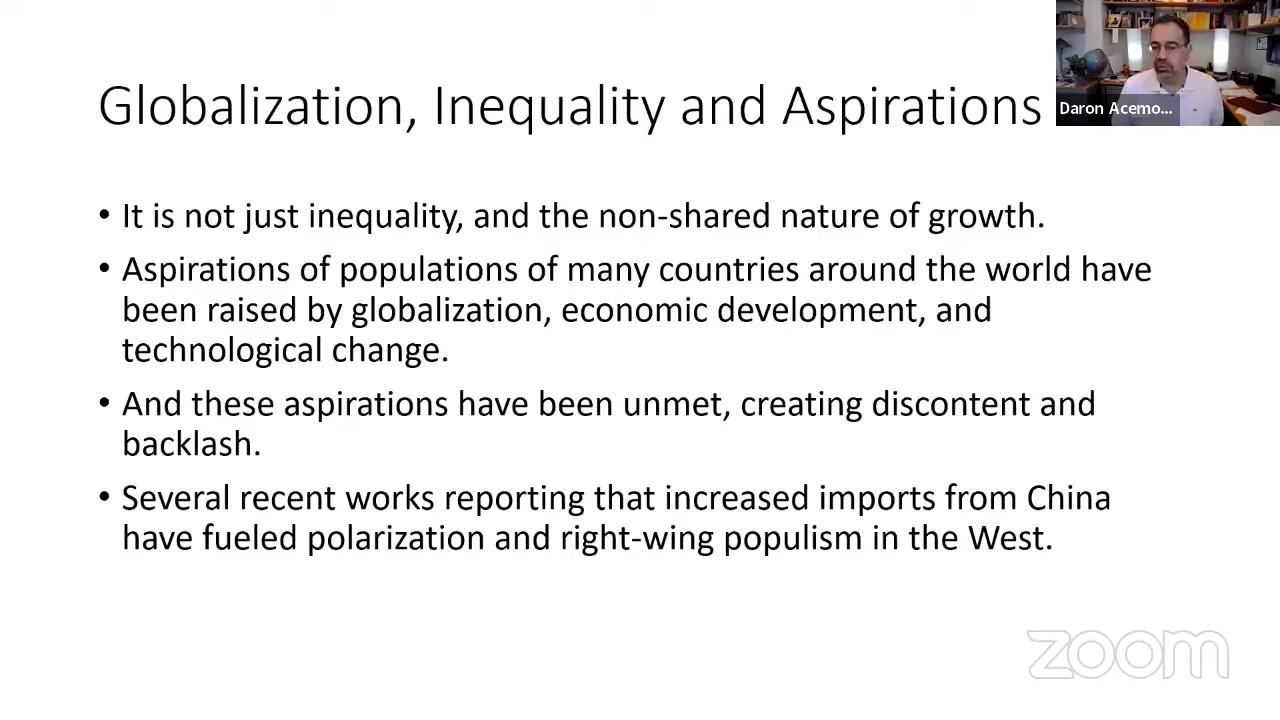 Globalization, Inequality and Aspirations
Daron Acemo...
• It is not just inequality, and the non-shared nature of growth.
• Aspirations of populations of many countries around the world have
been raised by globalization, economic development, and
technological change.
• And these aspirations have been unmet, creating discontent and
backlash.
• Several recent works reporting that increased imports from China
have fueled polarization and right-wing populism in the West.
zoom